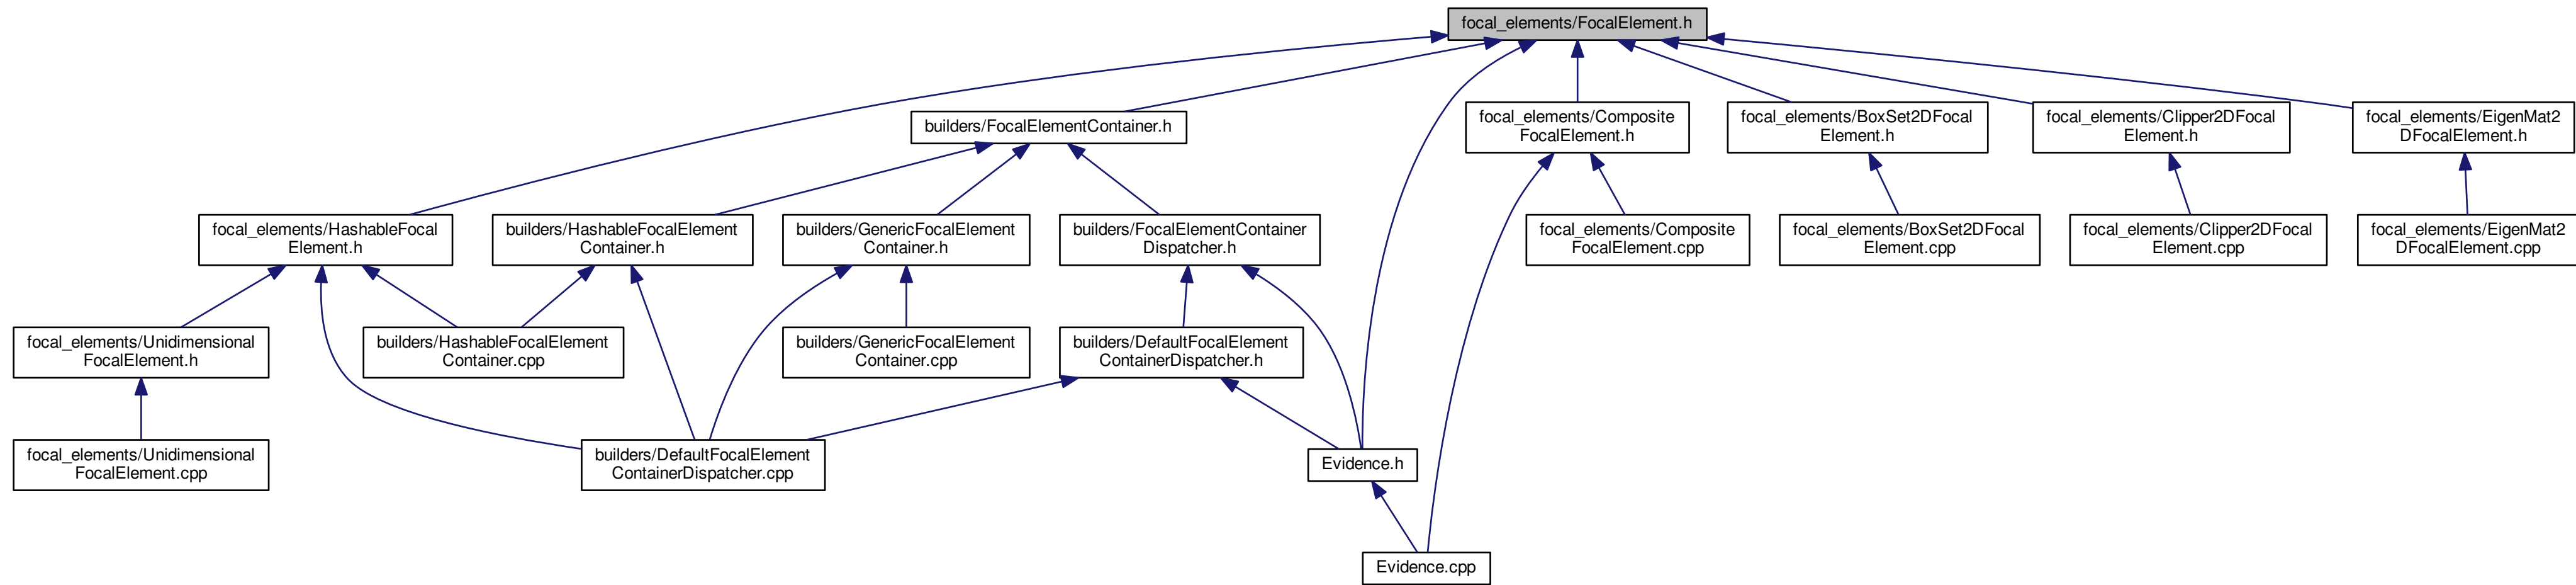 focal_elements/FocalElement.h
builders/FocalElementContainer.h
focal_elements/Composite
FocalElement.h
focal_elements/BoxSet2DFocal
Element.h
focal_elements/Clipper2DFocal
Element.h
focal_elements/EigenMat2
DFocalElement.h
focal_elements/HashableFocal
Element.h
builders/HashableFocalElement
Container.h
builders/GenericFocalElement
Container.h
builders/FocalElementContainer
Dispatcher.h
focal_elements/Composite
FocalElement.cpp
focal_elements/BoxSet2DFocal
Element.cpp
focal_elements/Clipper2DFocal
Element.cpp
focal_elements/EigenMat2
DFocalElement.cpp
focal_elements/Unidimensional
FocalElement.h
builders/HashableFocalElement
Container.cpp
builders/GenericFocalElement
Container.cpp
builders/DefaultFocalElement
ContainerDispatcher.h
focal_elements/Unidimensional
FocalElement.cpp
builders/DefaultFocalElement
ContainerDispatcher.cpp
Evidence.h
Evidence.cpp